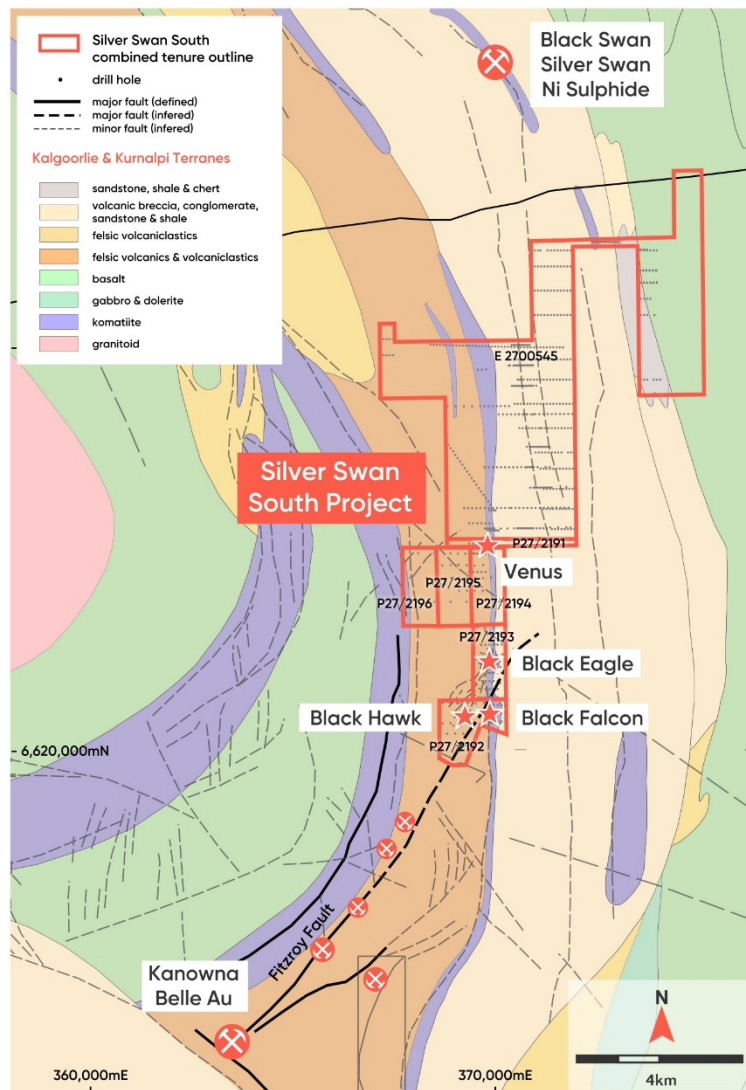 Silver Swan South
combined tenure outline
drill hole
major fault (defined)
major fault (infered)
minor fault (infered)
Kalgoorlie & Kurnalpi Terranes
sandstone, shale & chert
volcanic breccia, conglomerate,
sandstone & shale
felsic volcaniclastics
felsic volcanics & volcaniclastics
basalt
gabbro & dolerite
komatiite
granitoid
Black Swan
Silver Swan
Ni Sulphide
E 2700545
Silver Swan
South Project
P27/2191
Venus
P27/2195
P27/2196
P27/2194
P27/2193
Black Eagle
Black Hawk
Black Falcon
P27/2192
6,620,000mN
Fitzroy Fault
Kanowna
Belle Au
N
360,000mE
370,000mE
4km